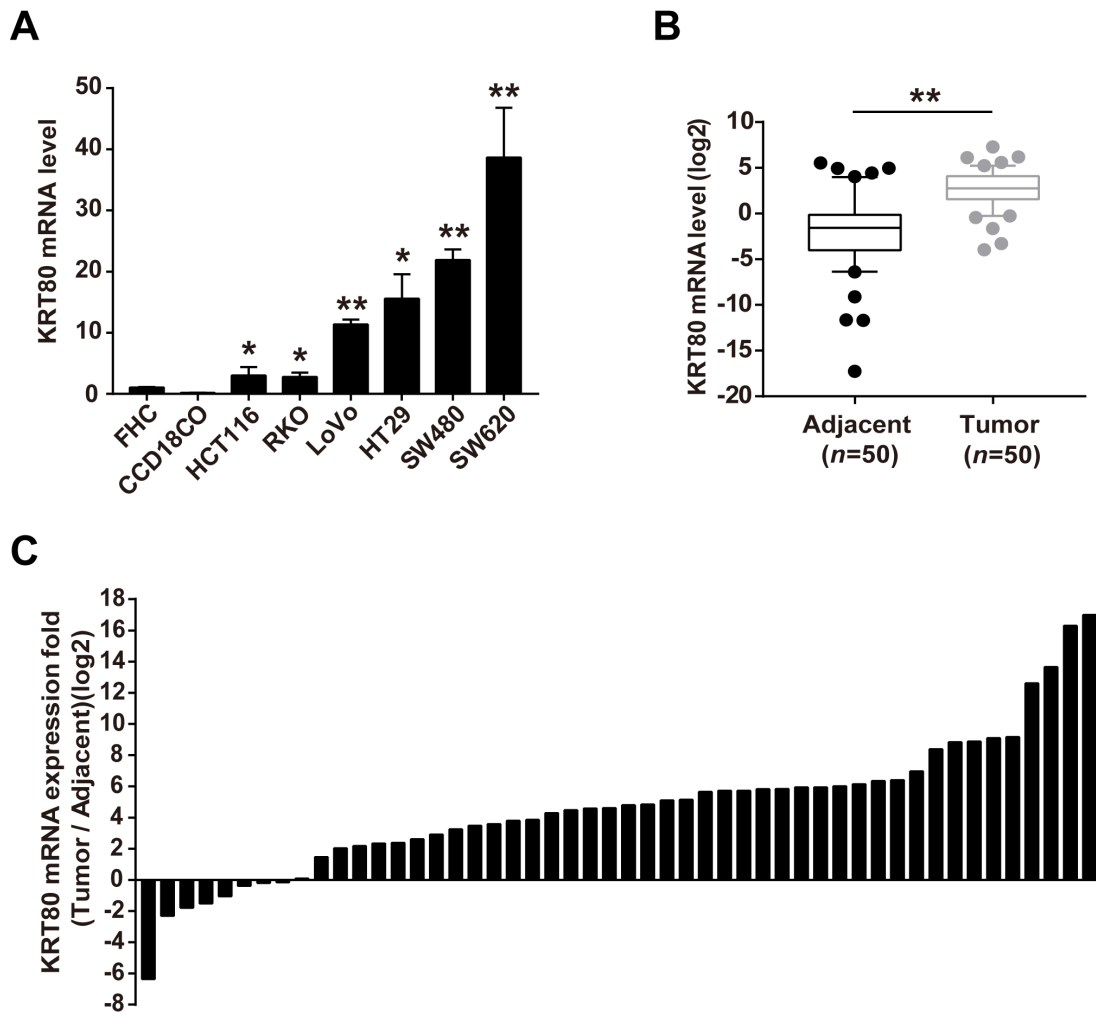 A
KRT80 mRNA level
50
40
30
20
10
0
**
**
*
**
*
*
FHC
CCD18CO
HCT116
RKO
LoVo
HT29
SW480
SW620
B
KRT80 mRNA level (log2)
10
5
0
-5
-10
-15
-20
**
Adjacent
(n=50)
Tumor
(n=50)
C
KRT80 mRNA expression fold
(Tumor / Adjacent)(log2)
18
16
14
12
10
8
6
4
2
0
-2
-4
-6
-8